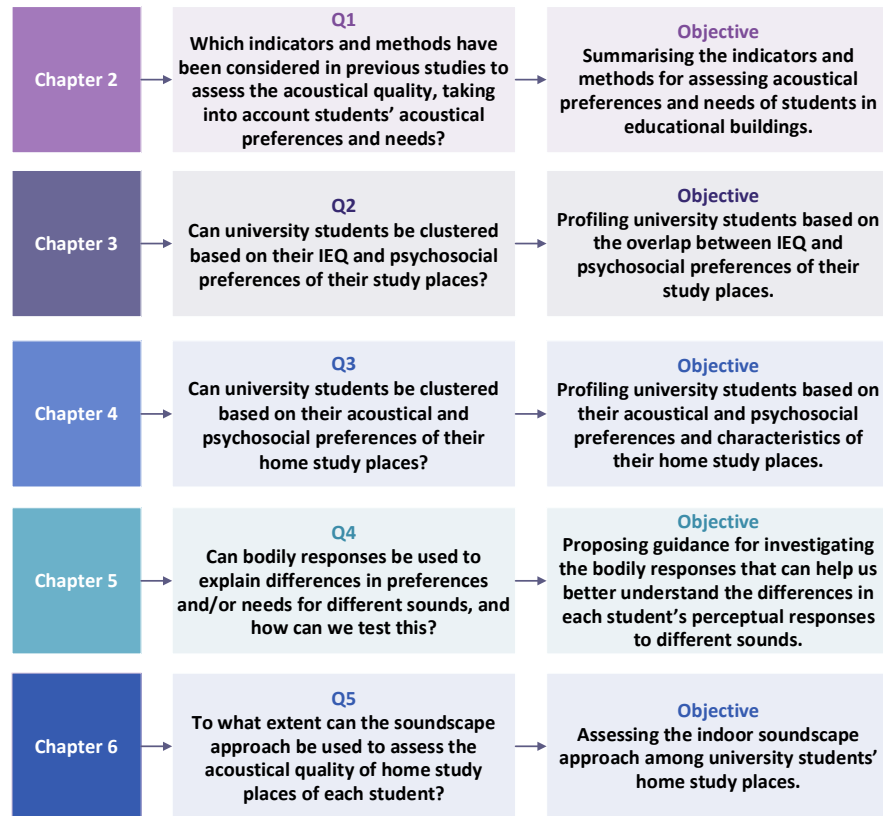 Chapter 2
Q1
Which indicators and methods have
been considered in previous studies to
assess the acoustical quality, taking
into account students’ acoustical
preferences and needs?
Objective
Summarising the indicators and
methods for assessing acoustical
preferences and needs of students in
educational buildings.
Chapter 3
Q2
Can university students be clustered
based on their IEQ and psychosocial
preferences of their study places?
Objective
Profiling university students based on
the overlap between IEQ and
psychosocial preferences of their
study places.
Chapter 4
Q3
Can university students be clustered
based on their acoustical and
psychosocial preferences of their
home study places?
Objective
Profiling university students based on
their acoustical and psychosocial
preferences and characteristics of
their home study places.
Chapter 5
Q4
Can bodily responses be used to
explain differences in preferences
and/or needs for different sounds, and
how can we test this?
Objective
Proposing guidance for investigating
the bodily responses that can help us
better understand the differences in
each student’s perceptual responses
to different sounds.
Chapter 6
Q5
To what extent can the soundscape
approach be used to assess the
acoustical quality of home study
places of each student?
Objective
Assessing the indoor soundscape
approach among university students’
home study places.